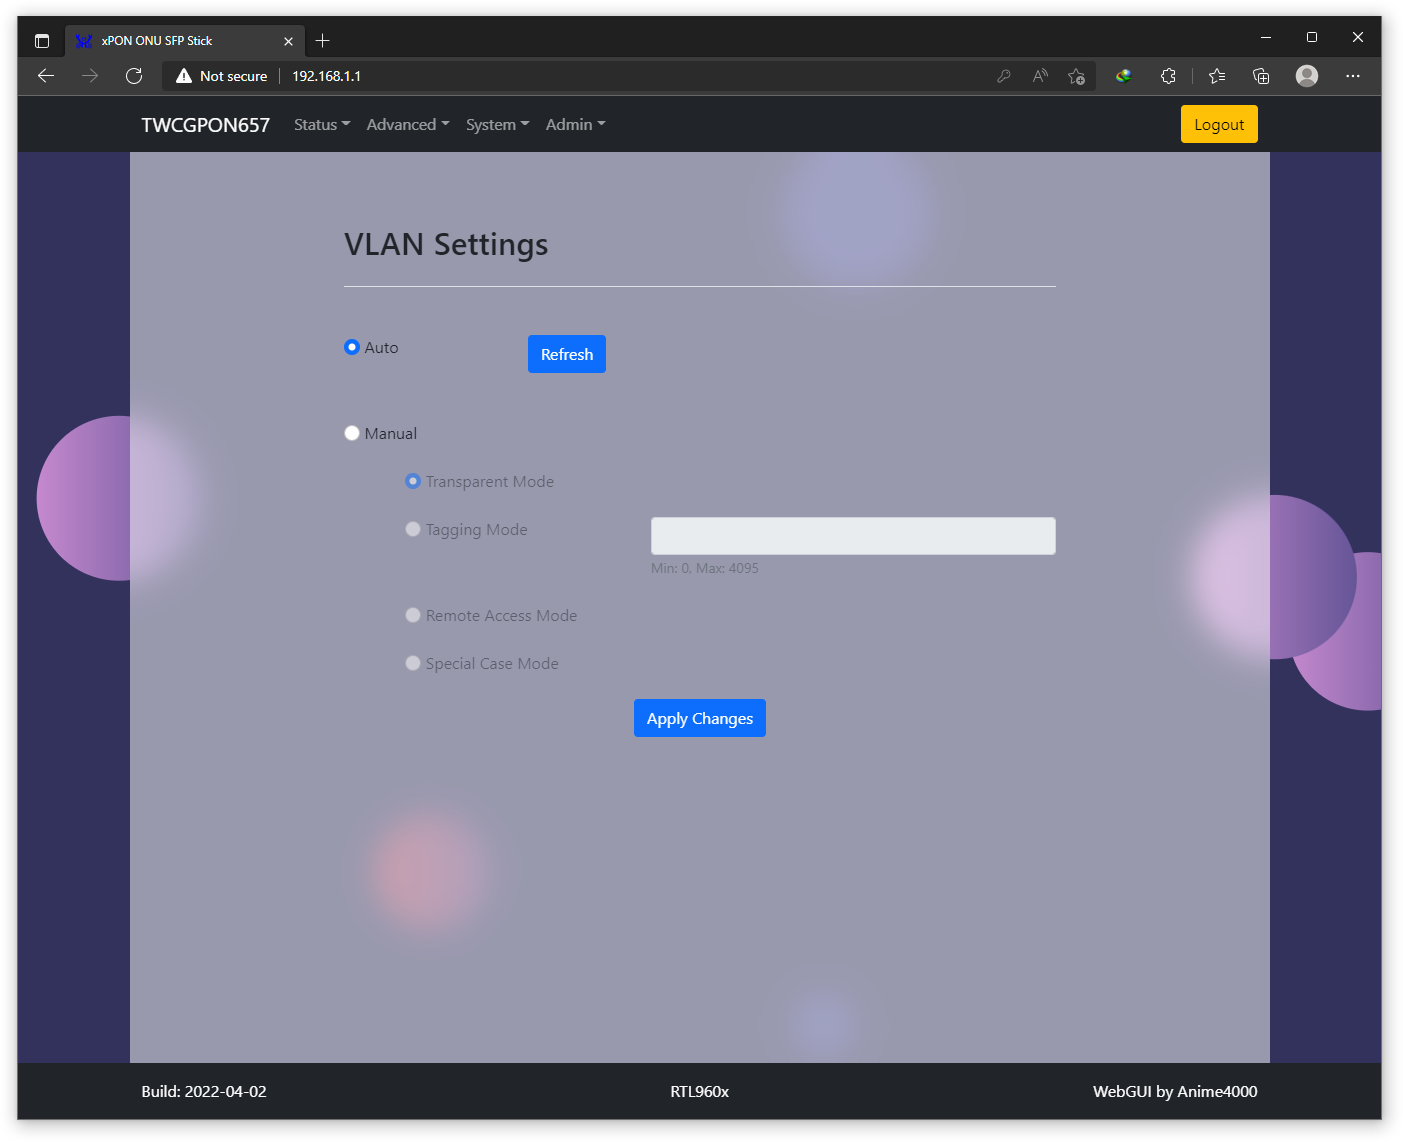 xPON ONU SFP Stick
Not secure 192.168.1.1
TWCGPON657 Status Advanced System Admin Logout
VLAN Settings
Auto Refresh
Manual
Transparent Mode
Tagging Mode
Min: 0, Max: 4095
Remote Access Mode
Special Case Mode
Apply Changes
Build: 2022-04-02 RTL960x WebGUI by Anime4000